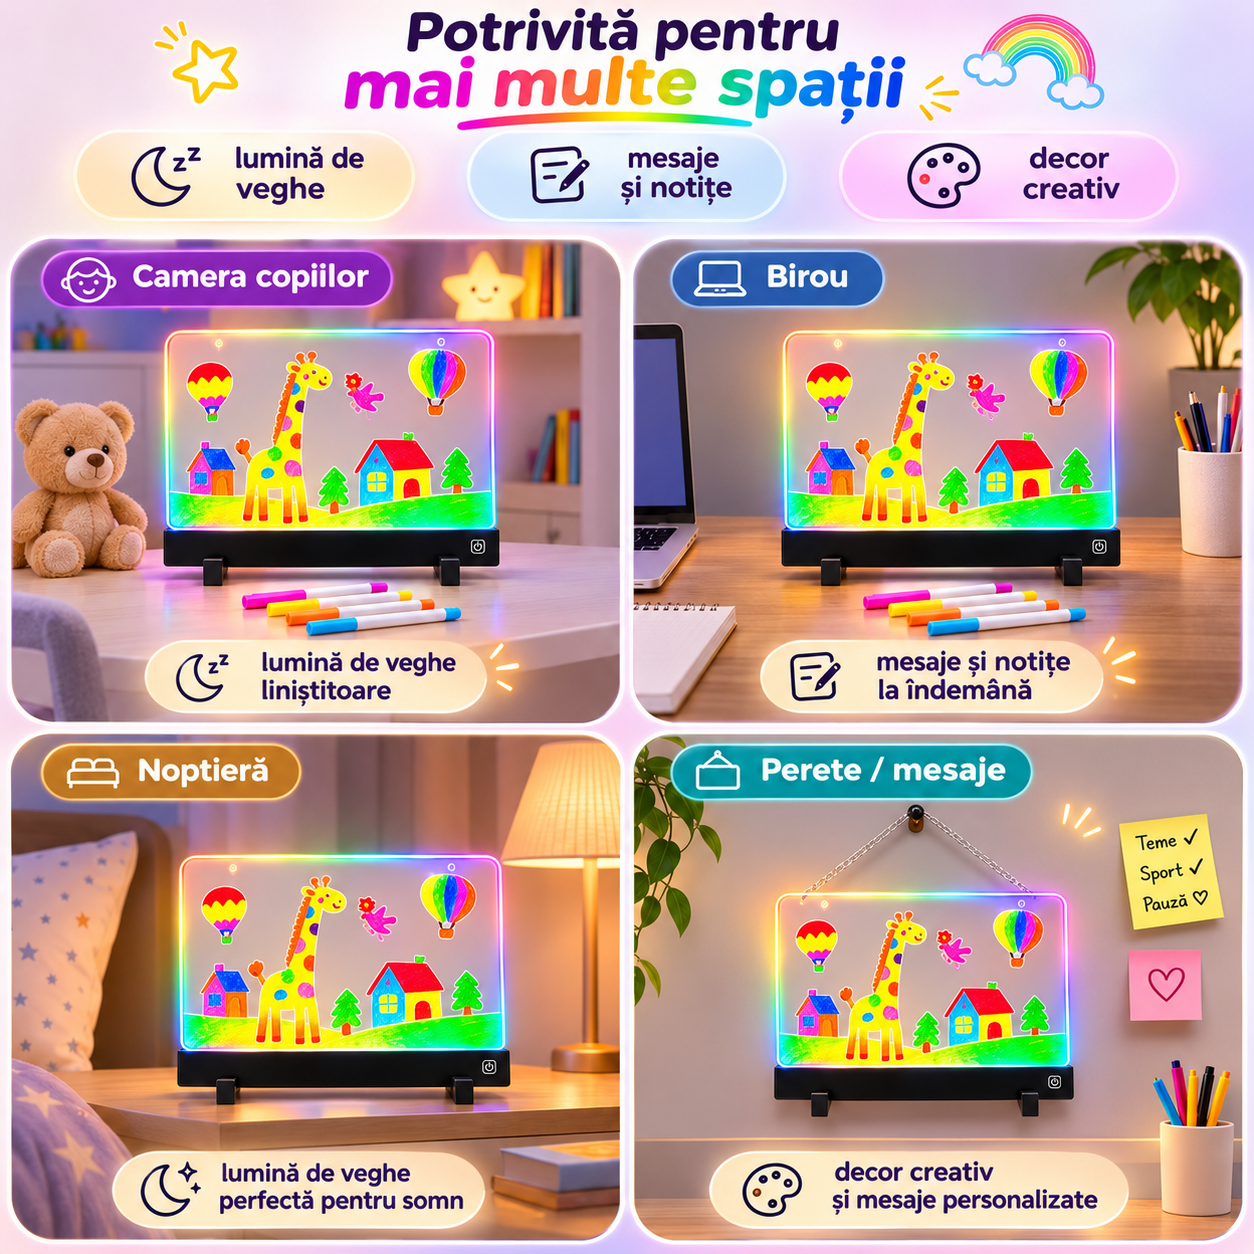 Potrivită pentru
mai multe spații
lumină de
veghe
mesaje
și notițe
decor
creativ
Camera copiilor
Birou
lumină de veghe
liniștitoare
mesaje și notițe
la îndemână
Noptieră
Perete / mesaje
Teme ✓
Sport ✓
Pauză ♡
lumină de veghe
perfectă pentru somn
decor creativ
și mesaje personalizate